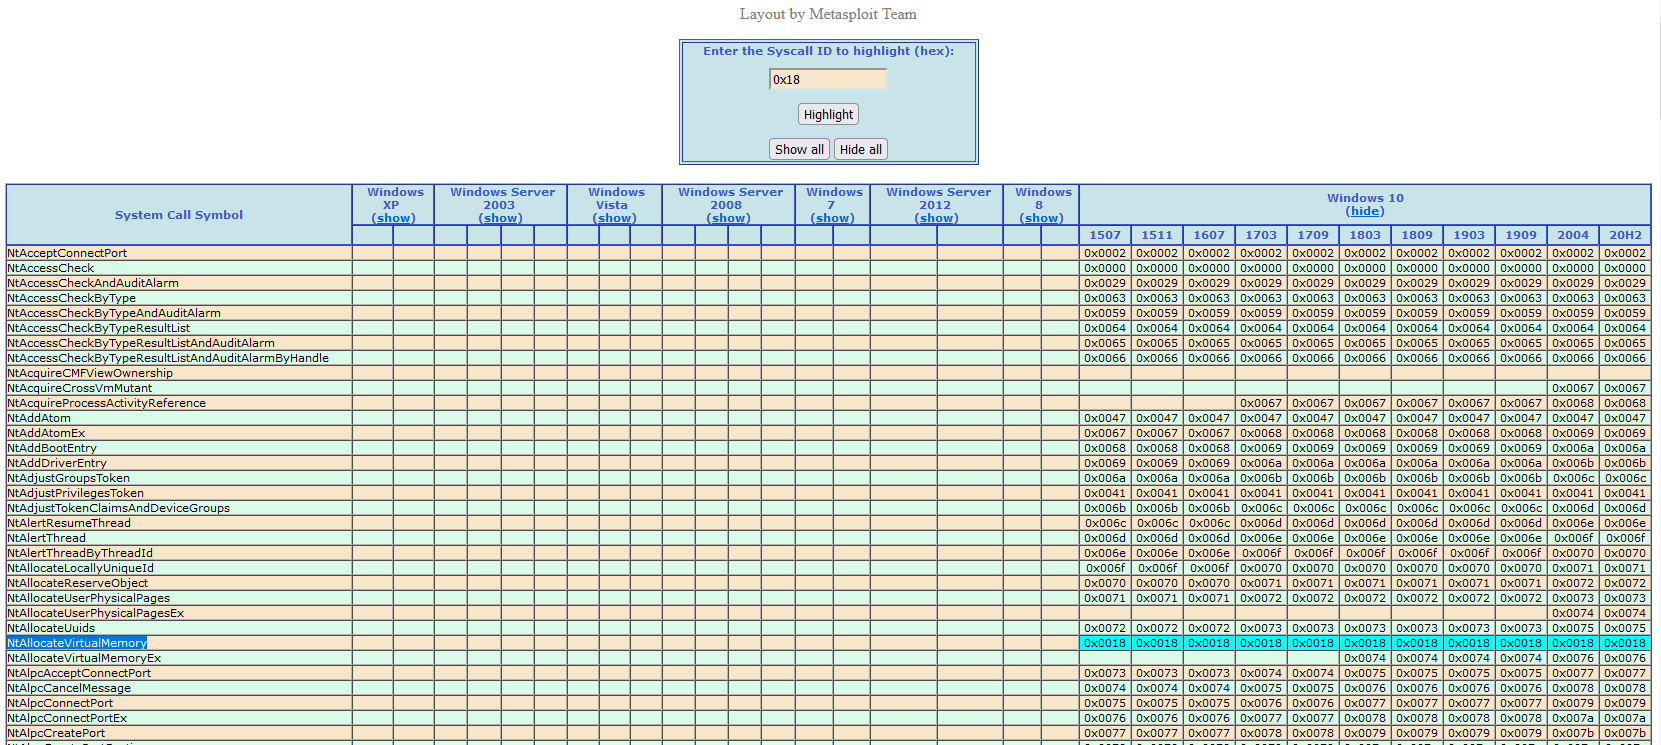 Layout by Metasploit Team
Enter the Syscall ID to highlight (hex):
0x18
Highlight
Show all Hide all
System Call Symbol Windows XP (show) Windows Server 2003 (show) Windows Vista (show) Windows Server 2008 (show) Windows 7 (show) Windows Server 2012 (show) Windows 8 (show) Windows 10 (hide)
1507 1511 1607 1703 1709 1803 1809 1903 1909 2004 20H2
NtAcceptConnectPort 0x0002 0x0002 0x0002 0x0002 0x0002 0x0002 0x0002 0x0002 0x0002 0x0002 0x0002
NtAccessCheck 0x0000 0x0000 0x0000 0x0000 0x0000 0x0000 0x0000 0x0000 0x0000 0x0000 0x0000
NtAccessCheckAndAuditAlarm 0x0029 0x0029 0x0029 0x0029 0x0029 0x0029 0x0029 0x0029 0x0029 0x0029 0x0029
NtAccessCheckByType 0x0063 0x0063 0x0063 0x0063 0x0063 0x0063 0x0063 0x0063 0x0063 0x0063 0x0063
NtAccessCheckByTypeAndAuditAlarm 0x0059 0x0059 0x0059 0x0059 0x0059 0x0059 0x0059 0x0059 0x0059 0x0059 0x0059
NtAccessCheckByTypeResultList 0x0064 0x0064 0x0064 0x0064 0x0064 0x0064 0x0064 0x0064 0x0064 0x0064 0x0064
NtAccessCheckByTypeResultListAndAuditAlarm 0x0065 0x0065 0x0065 0x0065 0x0065 0x0065 0x0065 0x0065 0x0065 0x0065 0x0065
NtAccessCheckByTypeResultListAndAuditAlarmByHandle 0x0066 0x0066 0x0066 0x0066 0x0066 0x0066 0x0066 0x0066 0x0066 0x0066 0x0066
NtAcquireCMFViewOwnership
NtAcquireCrossVmMutant 0x0067 0x0067
NtAcquireProcessActivityReference 0x0067 0x0067 0x0067 0x0067 0x0067 0x0067 0x0068 0x0068
NtAddAtom 0x0047 0x0047 0x0047 0x0047 0x0047 0x0047 0x0047 0x0047 0x0047 0x0047 0x0047
NtAddAtomEx 0x0067 0x0067 0x0067 0x0068 0x0068 0x0068 0x0068 0x0068 0x0068 0x0069 0x0069
NtAddBootEntry 0x0068 0x0068 0x0068 0x0069 0x0069 0x0069 0x0069 0x0069 0x0069 0x006a 0x006a
NtAddDriverEntry 0x0069 0x0069 0x0069 0x006a 0x006a 0x006a 0x006a 0x006a 0x006a 0x006b 0x006b
NtAdjustGroupsToken 0x006a 0x006a 0x006a 0x006b 0x006b 0x006b 0x006b 0x006b 0x006b 0x006c 0x006c
NtAdjustPrivilegesToken 0x0041 0x0041 0x0041 0x0041 0x0041 0x0041 0x0041 0x0041 0x0041 0x0041 0x0041
NtAdjustTokenClaimsAndDeviceGroups 0x006b 0x006b 0x006b 0x006c 0x006c 0x006c 0x006c 0x006c 0x006c 0x006d 0x006d
NtAlertResumeThread 0x006c 0x006c 0x006c 0x006d 0x006d 0x006d 0x006d 0x006d 0x006d 0x006e 0x006e
NtAlertThread 0x006d 0x006d 0x006d 0x006e 0x006e 0x006e 0x006e 0x006e 0x006e 0x006f 0x006f
NtAlertThreadByThreadId 0x006e 0x006e 0x006e 0x006f 0x006f 0x006f 0x006f 0x006f 0x006f 0x0070 0x0070
NtAllocateLocallyUniqueId 0x006f 0x006f 0x006f 0x0070 0x0070 0x0070 0x0070 0x0070 0x0070 0x0071 0x0071
NtAllocateReserveObject 0x0070 0x0070 0x0070 0x0071 0x0071 0x0071 0x0071 0x0071 0x0071 0x0072 0x0072
NtAllocateUserPhysicalPages 0x0071 0x0071 0x0071 0x0072 0x0072 0x0072 0x0072 0x0072 0x0072 0x0073 0x0073
NtAllocateUserPhysicalPagesEx 0x0074 0x0074
NtAllocateUuids 0x0072 0x0072 0x0072 0x0073 0x0073 0x0073 0x0073 0x0073 0x0073 0x0075 0x0075
NtAllocateVirtualMemory 0x0018 0x0018 0x0018 0x0018 0x0018 0x0018 0x0018 0x0018 0x0018 0x0018 0x0018
NtAllocateVirtualMemoryEx 0x0074 0x0074 0x0074 0x0074 0x0076 0x0076
NtAlpcAcceptConnectPort 0x0073 0x0073 0x0073 0x0074 0x0074 0x0075 0x0075 0x0075 0x0075 0x0077 0x0077
NtAlpcCancelMessage 0x0074 0x0074 0x0074 0x0075 0x0075 0x0076 0x0076 0x0076 0x0076 0x0078 0x0078
NtAlpcConnectPort 0x0075 0x0075 0x0075 0x0076 0x0076 0x0077 0x0077 0x0077 0x0077 0x0079 0x0079
NtAlpcConnectPortEx 0x0076 0x0076 0x0076 0x0077 0x0077 0x0078 0x0078 0x0078 0x0078 0x007a 0x007a
NtAlpcCreatePort 0x0077 0x0077 0x0077 0x0078 0x0078 0x0079 0x0079 0x0079 0x0079 0x007b 0x007b